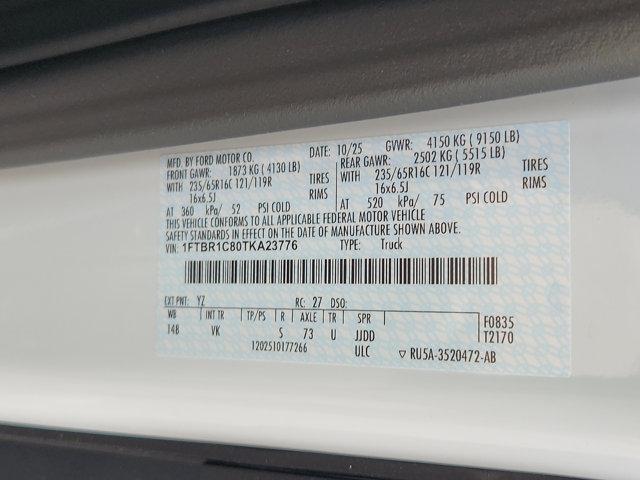 MFD. BY FORD MOTOR CO. DATE: 10/25 GVWR: 4150 KG ( 9150 LB)
FRONT GAWR: 1873 KG ( 4130 LB) REAR GAWR: 2502 KG ( 5515 LB)
WITH 235/65R16C 121/119R TIRES WITH 235/65R16C 121/119R TIRES
16x6.5J RIMS 16x6.5J RIMS
AT 360 kPa/ 52 PSI COLD AT 520 kPa/ 75 PSI COLD
THIS VEHICLE CONFORMS TO ALL APPLICABLE FEDERAL MOTOR VEHICLE
SAFETY STANDARDS IN EFFECT ON THE DATE OF MANUFACTURE SHOWN ABOVE.
VIN: 1FTBR1C80TKA23776 TYPE: Truck
EXT PNT: YZ RC: 27 DSO:
WB INT TR TP/PS R AXLE TR SPR F0835
148 VK S 73 U JJDD T2170
1202510177266 ULC ▽ RU5A-3520472-AB